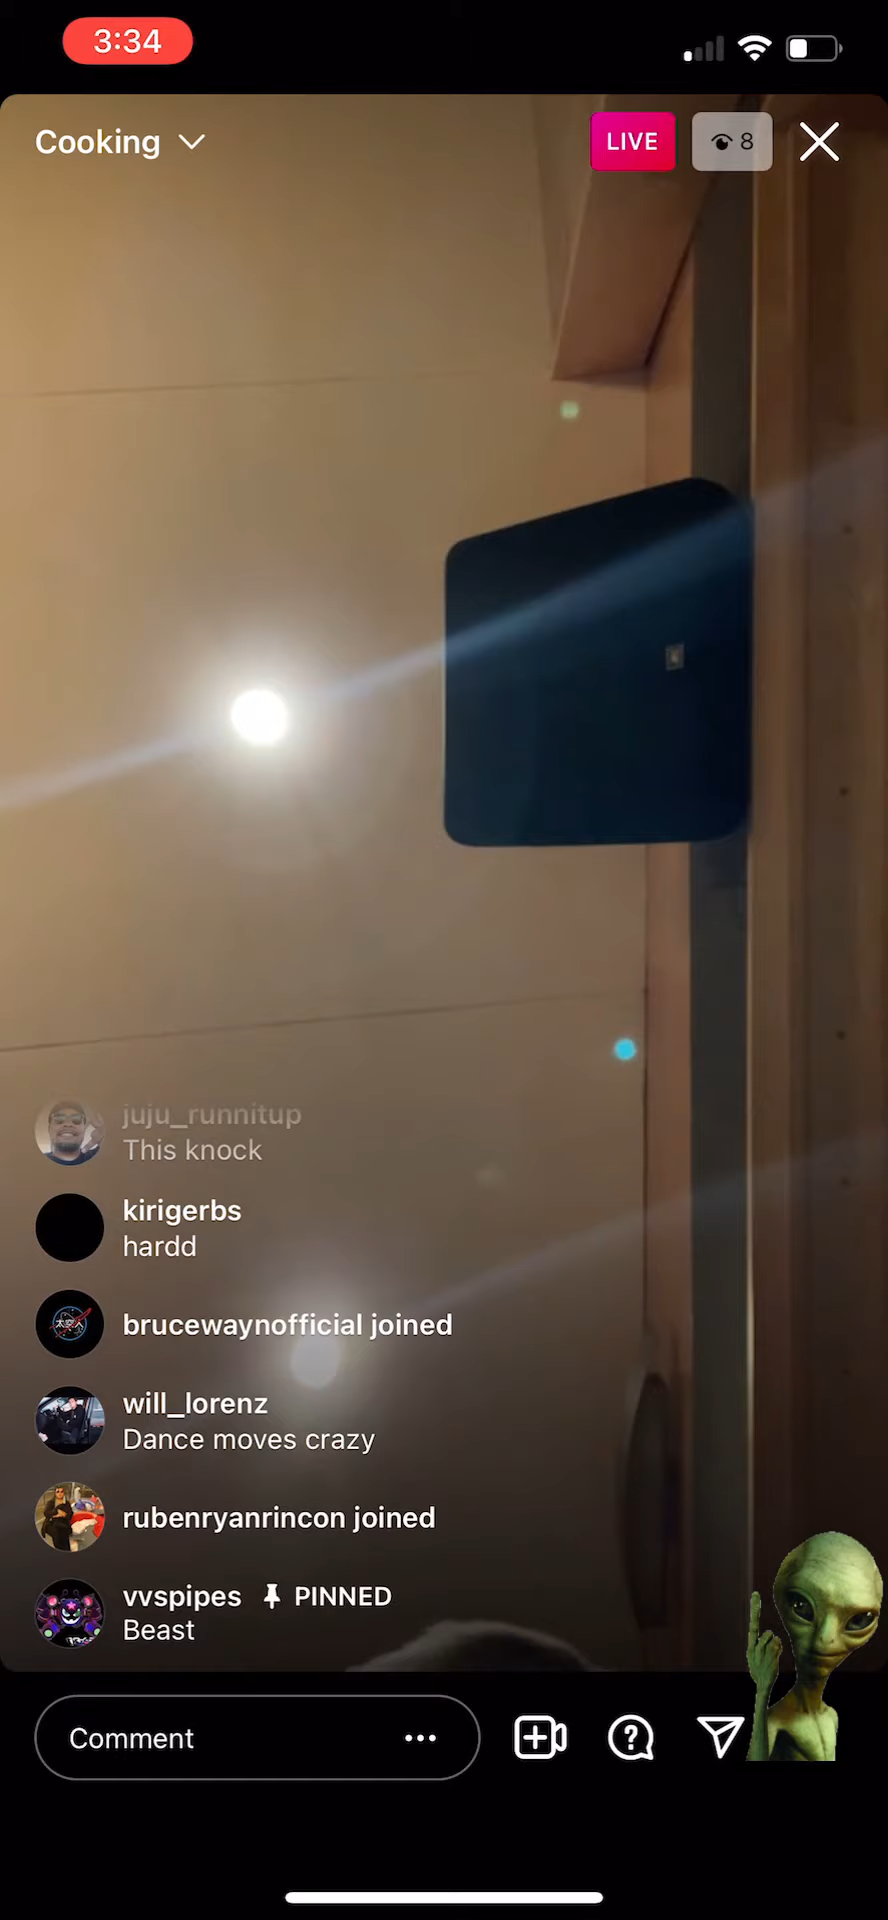 3:34
Cooking
LIVE
8
juju_runnitup
This knock
kirigerbs
hardd
brucewaynofficial joined
will_lorenz
Dance moves crazy
rubenryanrincon joined
vvspipes PINNED
Beast
Comment